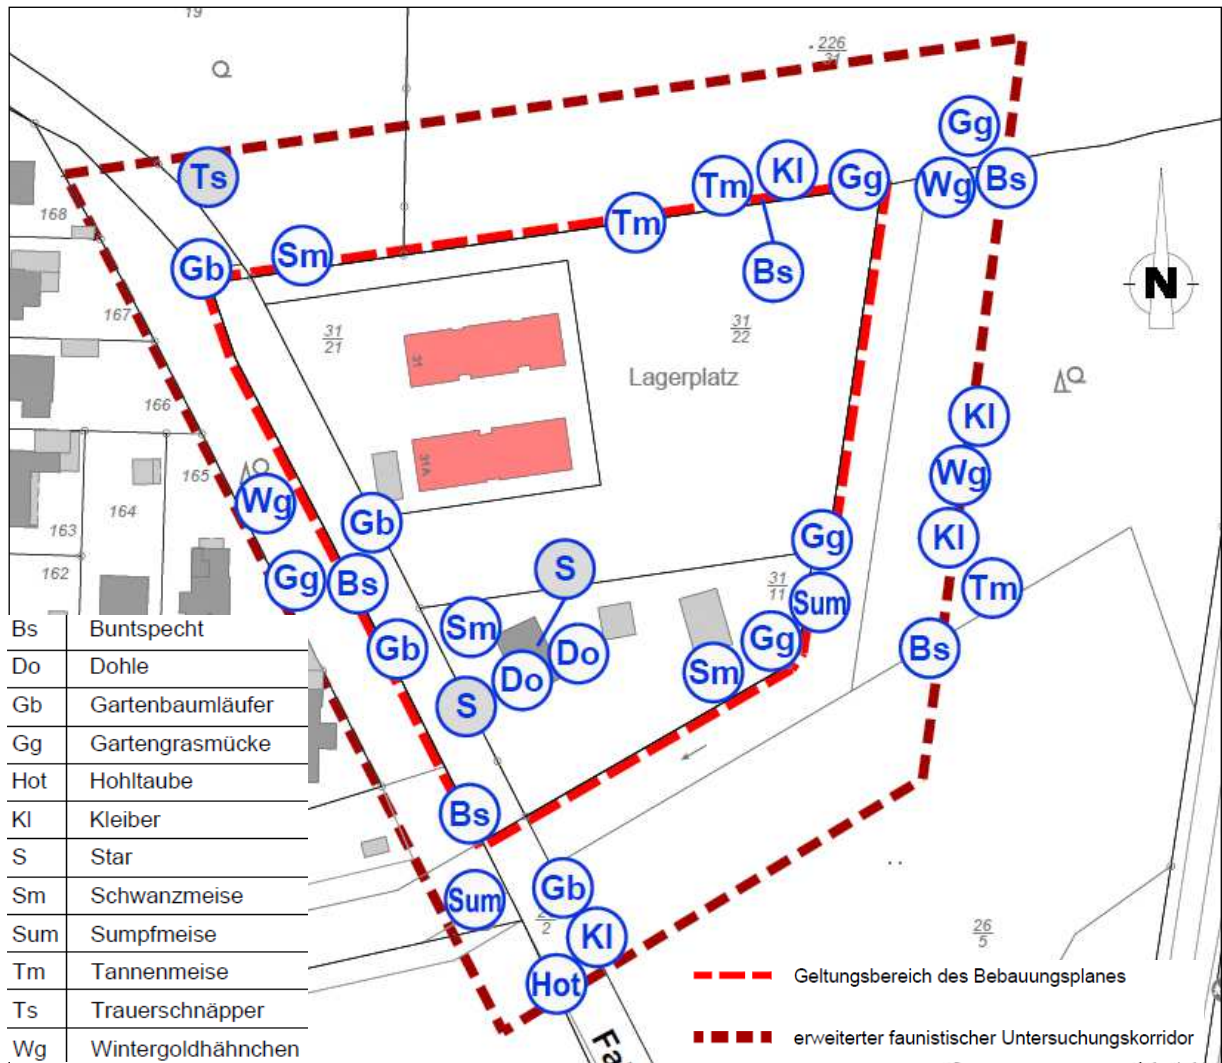 19
226
31
Gg
Ts
Kl
Tm
Gg
Wg
Bs
168
Tm
Sm
Gb
Bs
N
167
31
21
31
22
31
Lagerplatz
166
Kl
31A
165
Wg
Wg
164
163
Gb
Gg
Kl
162
Gg
Bs
S
31
11
Tm
Sum
Sm
Gg
Gb
Do
Bs
Do
Sm
S
Bs
Gb
Sum
2
Kl
26
5
Hot
Fa
Bs Buntspecht
Do Dohle
Gb Gartenbaumläufer
Gg Gartengrasmücke
Hot Hohltaube
Kl Kleiber
S Star
Sm Schwanzmeise
Sum Sumpfmeise
Tm Tannenmeise
Ts Trauerschnäpper
Wg Wintergoldhähnchen
Geltungsbereich des Bebauungsplanes
erweiterter faunistischer Untersuchungskorridor